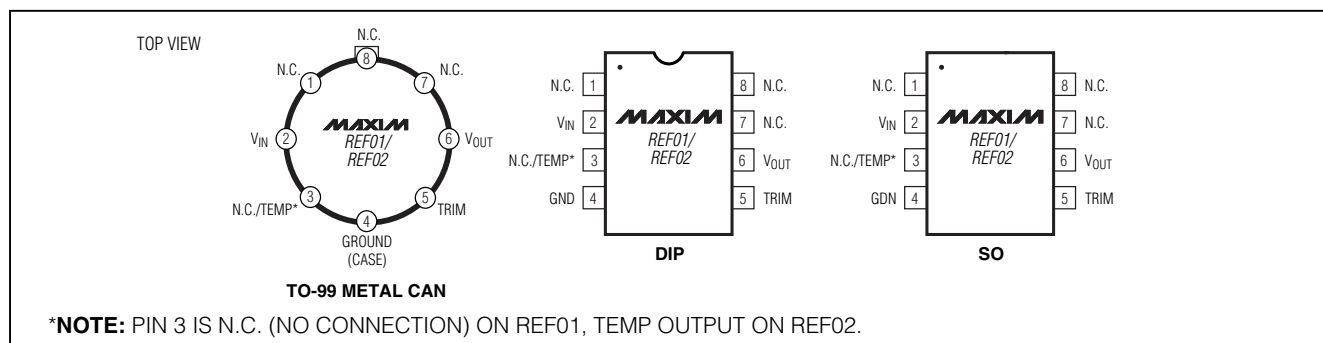 TOP VIEW
N.C.
8
N.C.
1
N.C.
7
VIN 2
MAXIM
REF01/
REF02
6 VOUT
3
N.C./TEMP*
5
TRIM
4
GROUND
(CASE)
TO-99 METAL CAN
N.C. 1
VIN 2
N.C./TEMP* 3
GND 4
MAXIM
REF01/
REF02
8 N.C.
7 N.C.
6 VOUT
5 TRIM
DIP
N.C. 1
VIN 2
N.C./TEMP* 3
GDN 4
MAXIM
REF01/
REF02
8 N.C.
7 N.C.
6 VOUT
5 TRIM
SO
*NOTE: PIN 3 IS N.C. (NO CONNECTION) ON REF01, TEMP OUTPUT ON REF02.